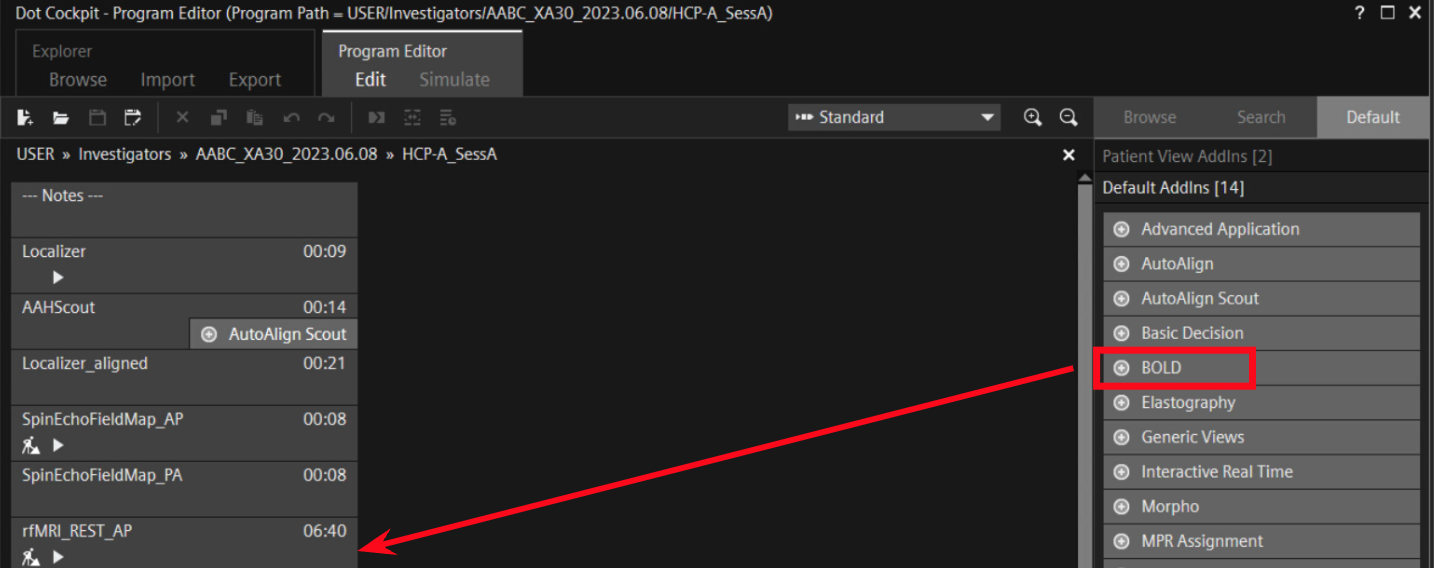 Dot Cockpit - Program Editor (Program Path = USER/Investigators/AABC_XA30_2023.06.08/HCP-A_SessA)
Explorer
Browse Import Export
Program Editor
Edit Simulate
Standard
Browse Search Default
USER » Investigators » AABC_XA30_2023.06.08 » HCP-A_SessA
--- Notes ---
Localizer 00:09
AAHScout 00:14
AutoAlign Scout
Localizer_aligned 00:21
SpinEchoFieldMap_AP 00:08
SpinEchoFieldMap_PA 00:08
rfMRI_REST_AP 06:40
Patient View AddIns [2]
Default AddIns [14]
Advanced Application
AutoAlign
AutoAlign Scout
Basic Decision
BOLD
Elastography
Generic Views
Interactive Real Time
Morpho
MPR Assignment